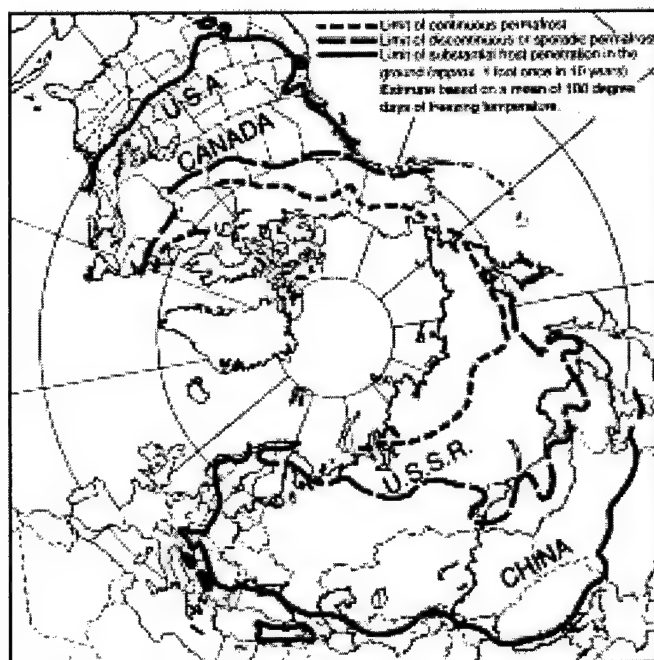 Limit of continuous permafrost
Limit of discontinuous or sporadic permafrost
Limit of substantial frost penetration in the
ground (approx. 1 foot once in 10 years)
Estimate based on a mean of 100 degree
days of freezing temperature.
U.S.A.
CANADA
U.S.S.R.
CHINA